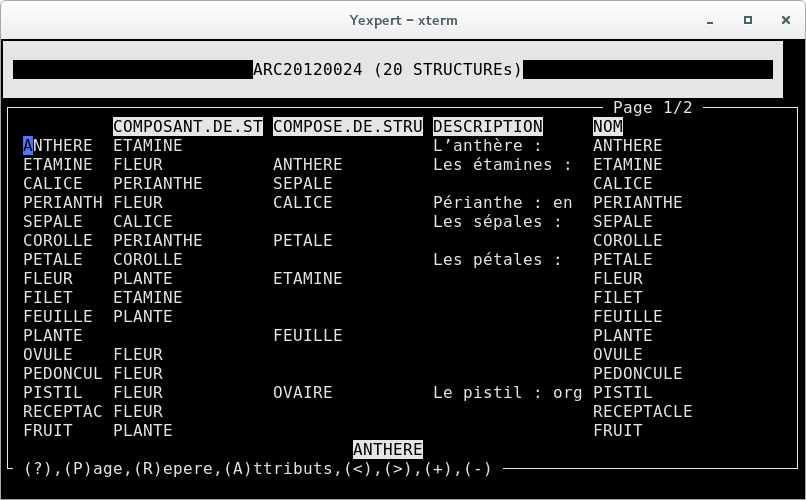 Yexpert – xterm
ARC20120024 (20 STRUCTUREs)
Page 1/2
COMPOSANT.DE.ST COMPOSE.DE.STRU DESCRIPTION NOM
ANTHERE ETAMINE L'anthère : ANTHERE
ETAMINE FLEUR ANTHERE Les étamines : ETAMINE
CALICE PERIANTHE SEPALE CALICE
PERIANTH FLEUR CALICE Périanthe : en PERIANTHE
SEPALE CALICE Les sépales : SEPALE
COROLLE PERIANTHE PETALE COROLLE
PETALE COROLLE Les pétales : PETALE
FLEUR PLANTE ETAMINE FLEUR
FILET ETAMINE FILET
FEUILLE PLANTE FEUILLE
PLANTE FEUILLE PLANTE
OVULE FLEUR OVULE
PEDONCUL FLEUR PEDONCULE
PISTIL FLEUR OVAIRE Le pistil : org PISTIL
RECEPTAC FLEUR RECEPTACLE
FRUIT PLANTE FRUIT
ANTHERE
(?),(P)age,(R)epere,(A)ttributs,(<),(>),(+),(-)